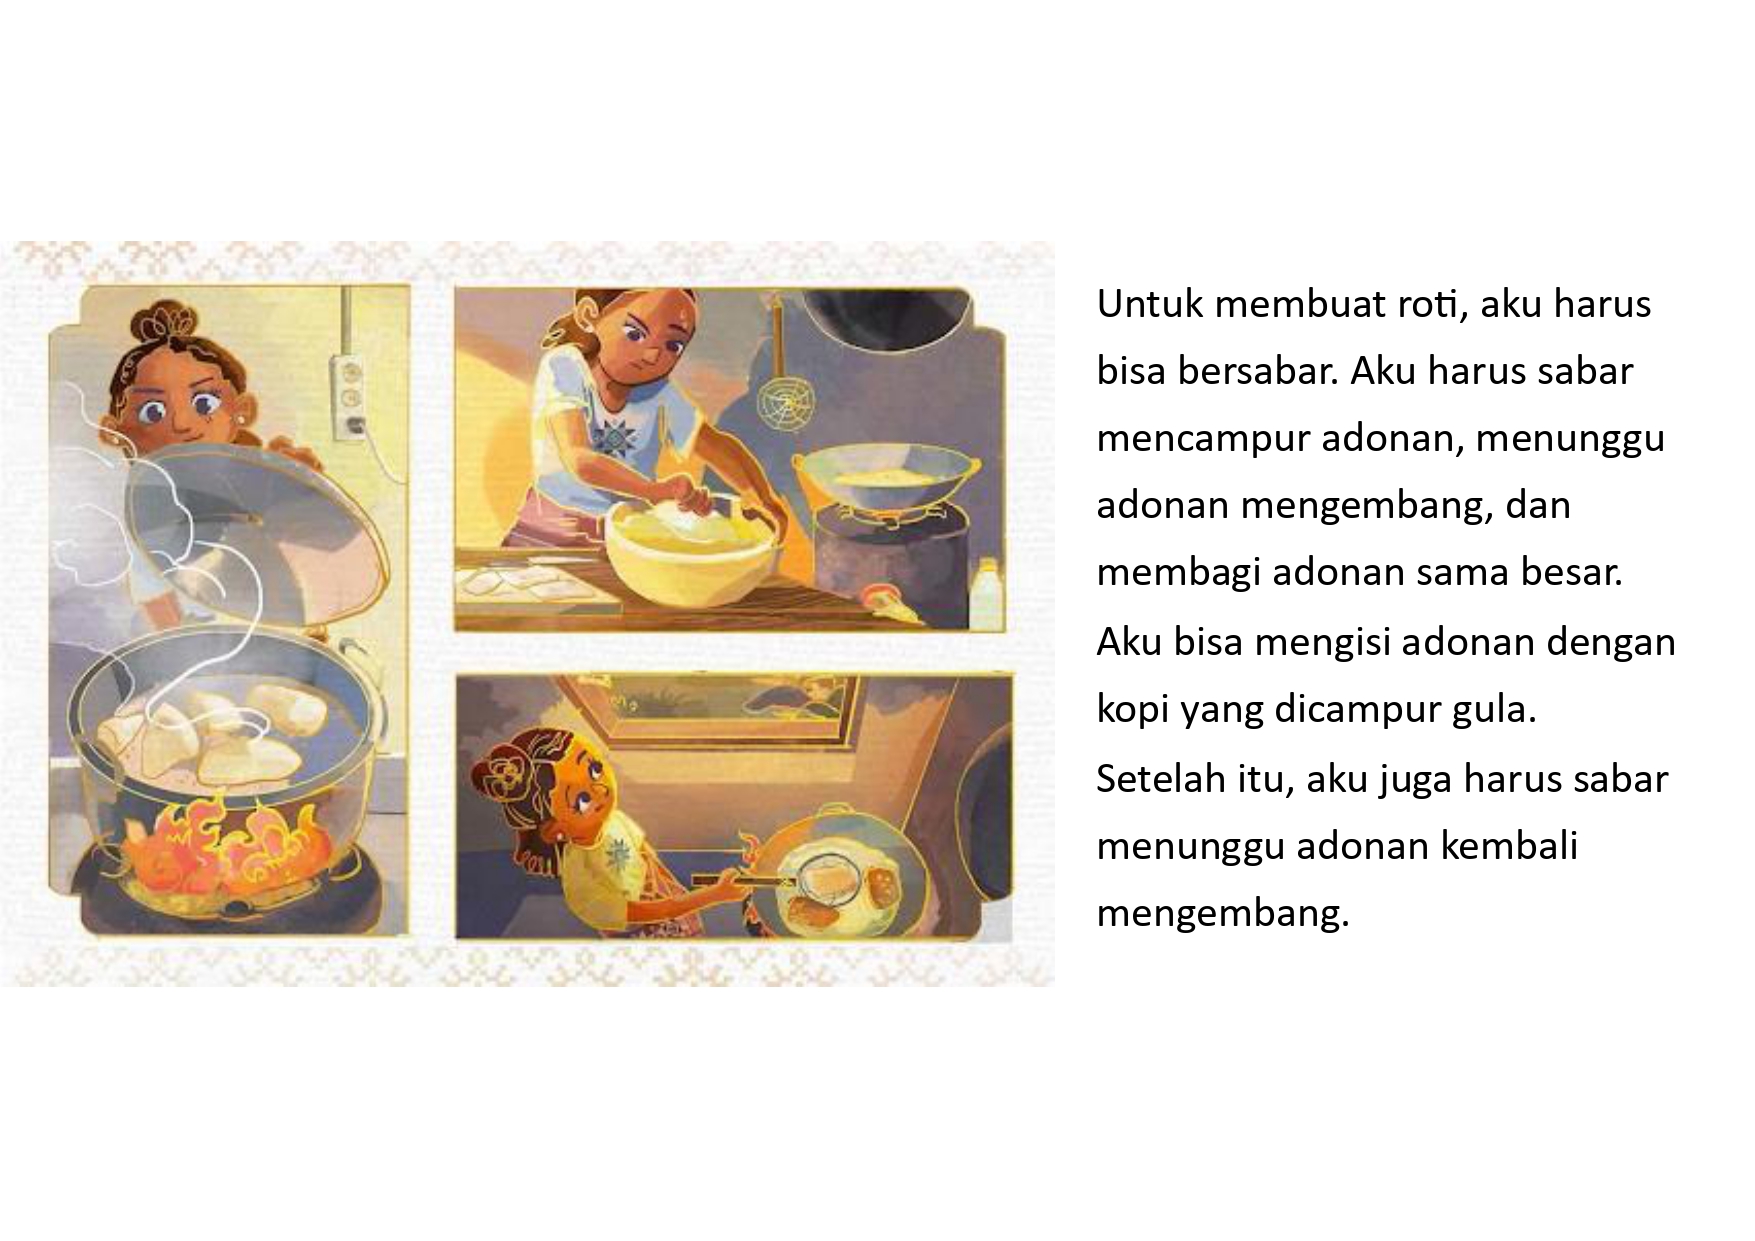 Untuk membuat roti, aku harus
bisa bersabar. Aku harus sabar
mencampur adonan, menunggu
adonan mengembang, dan
membagi adonan sama besar.
Aku bisa mengisi adonan dengan
kopi yang dicampur gula.
Setelah itu, aku juga harus sabar
menunggu adonan kembali
mengembang.